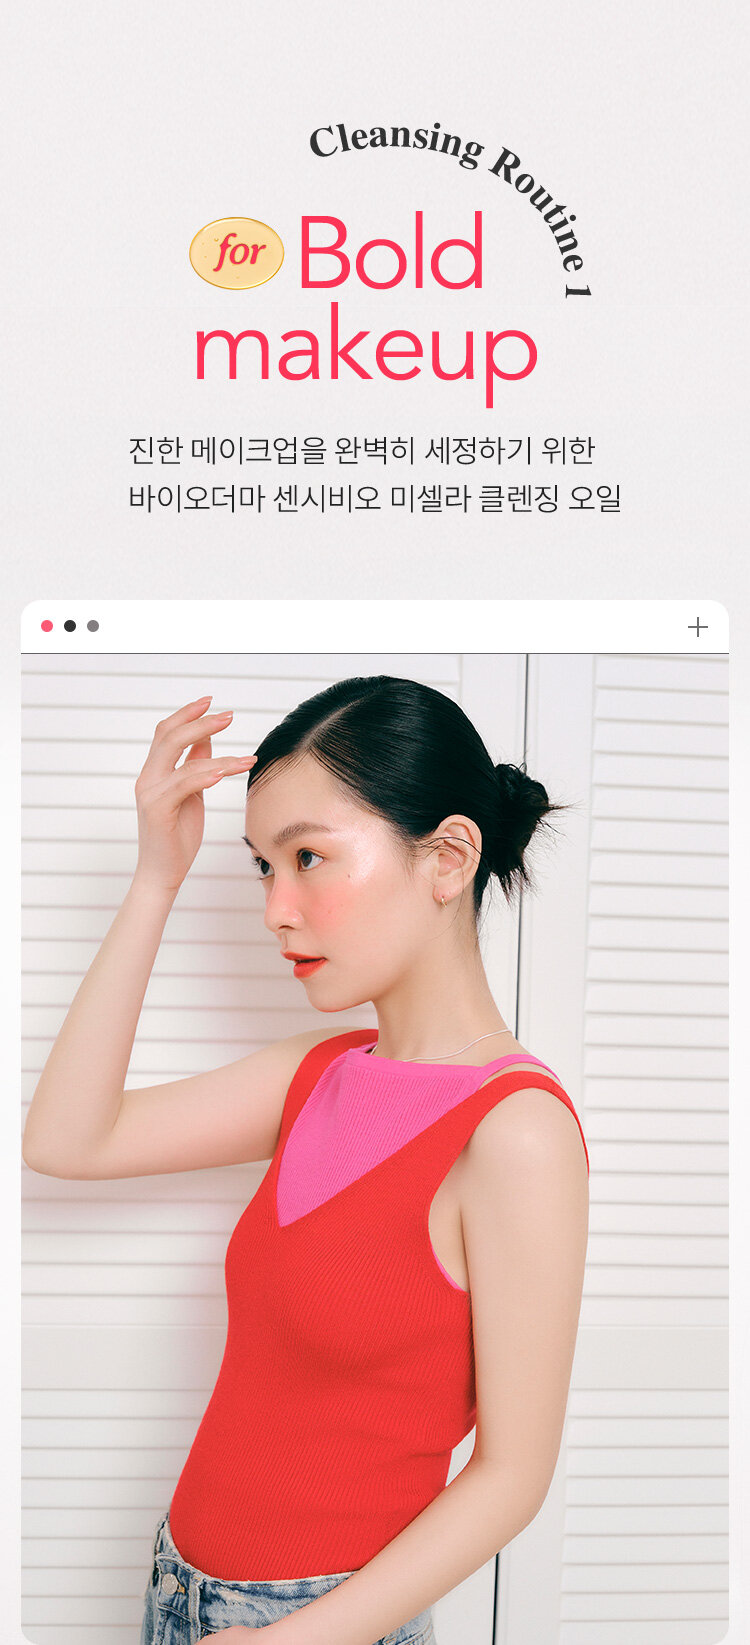 Cleansing Routine 1
for Bold
makeup
진한 메이크업을 완벽히 세정하기 위한
바이오더마 센시비오 미셀라 클렌징 오일